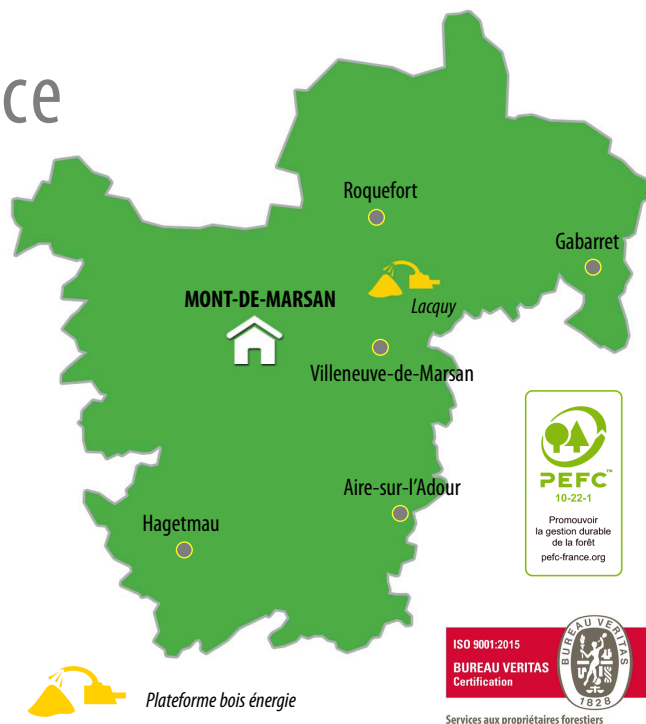 ce
Roquefort
Gabarret
MONT-DE-MARSAN
Lacquy
Villeneuve-de-Marsan
Aire-sur-l'Adour
Hagetmau
PEFC™
10-22-1
Promouvoir
la gestion durable
de la forêt
pefc-france.org
ISO 9001:2015
BUREAU VERITAS
Certification
BUREAU VERITAS
1828
Plateforme bois énergie
Services aux propriétaires forestiers